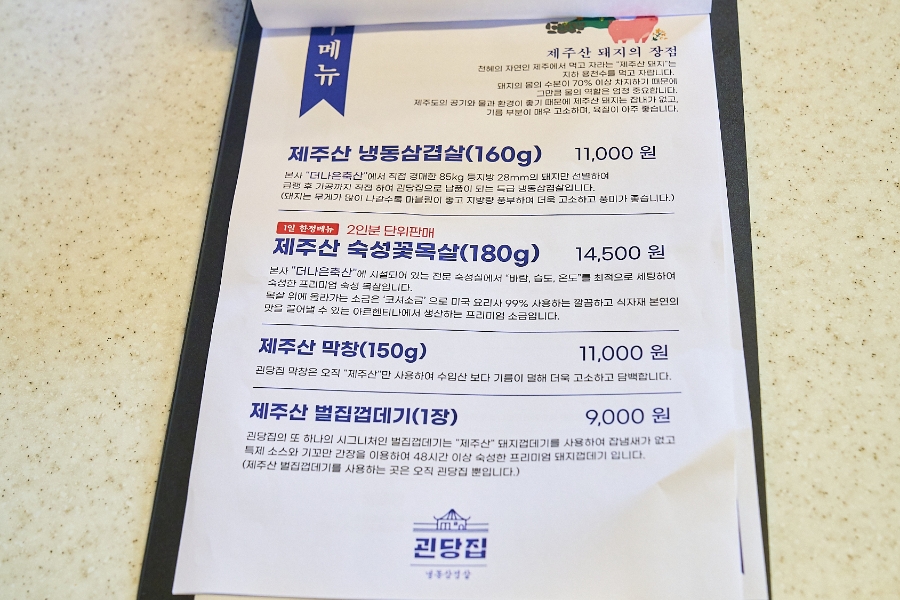 메뉴
제주산 돼지의 장점
천혜의 자연인 제주에서 먹고 자라는 "제주산 돼지"는
지하 용천수를 먹고 자랍니다.
돼지의 몸의 수분이 70% 이상 차지하기 때문에
그만큼 물의 역할은 엄청 중요합니다.
제주도의 공기와 물과 환경이 좋기 때문에 제주산 돼지는 잡내가 없고,
기름 부분이 매우 고소하며, 육질이 아주 좋습니다.
제주산 냉동삼겹살(160g) 11,000 원
본사 "더나은축산"에서 직접 경매한 85kg 등지방 28mm의 돼지만 선별하여
급랭 후 가공까지 직접 하여 괸당집으로 납품이 되는 특급 냉동삼겹살입니다.
(돼지는 무게가 많이 나갈수록 마블링이 좋고 지방량 풍부하여 더욱 고소하고 풍미가 좋습니다.)
1일 한정메뉴 2인분 단위판매
제주산 숙성꽃목살(180g) 14,500 원
본사 "더나은축산"에 시설되어 있는 전문 숙성실에서 "바람, 습도, 온도"를 최적으로 세팅하여
숙성한 프리미엄 숙성 목살입니다.
목살 위에 올라가는 소금은 '코셔소금' 으로 미국 요리사 99% 사용하는 깔끔하고 식자재 본연의
맛을 끌어낼 수 있는 아르헨티나에서 생산하는 프리미엄 소금입니다.
제주산 막창(150g) 11,000 원
괸당집 막창은 오직 "제주산"만 사용하여 수입산 보다 기름이 덜해 더욱 고소하고 담백합니다.
제주산 벌집껍데기(1장) 9,000 원
괸당집의 또 하나의 시그니처인 벌집껍데기는 "제주산" 돼지껍데기를 사용하여 잡냄새가 없고
특제 소스와 기꼬만 간장을 이용하여 48시간 이상 숙성한 프리미엄 돼지껍데기 입니다.
(제주산 벌집껍데기를 사용하는 곳은 오직 괸당집 뿐입니다.)
괸당집
냉동삼겹살